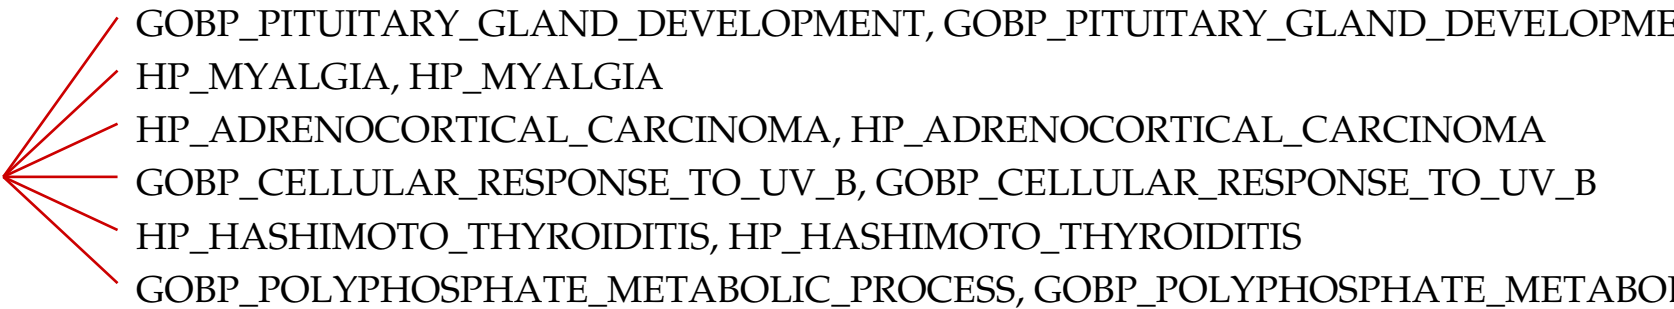 GOBP_PITUITARY_GLAND_DEVELOPMENT, GOBP_PITUITARY_GLAND_DEVELOPME
HP_MYALGIA, HP_MYALGIA
HP_ADRENOCORTICAL_CARCINOMA, HP_ADRENOCORTICAL_CARCINOMA
GOBP_CELLULAR_RESPONSE_TO_UV_B, GOBP_CELLULAR_RESPONSE_TO_UV_B
HP_HASHIMOTO_THYROIDITIS, HP_HASHIMOTO_THYROIDITIS
GOBP_POLYPHOSPHATE_METABOLIC_PROCESS, GOBP_POLYPHOSPHATE_METABOL